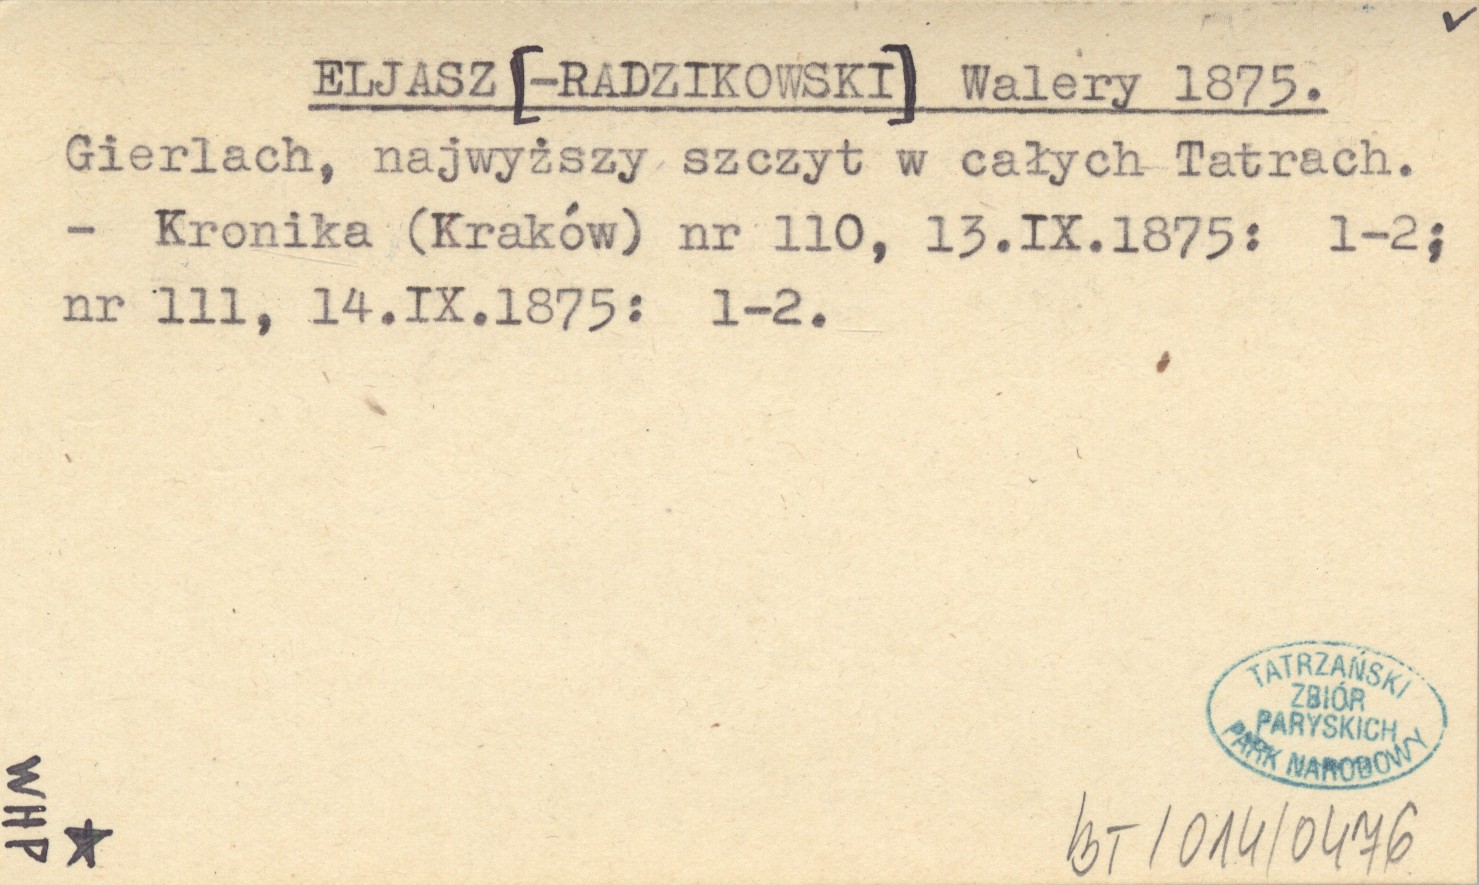 ELJASZ [-RADZIKOWSKI] Walery 1875.
Gierlach, najwyższy szczyt w całych Tatrach.
- Kronika (Kraków) nr 110, 13.IX.1875: 1-2;
nr 111, 14.IX.1875: 1-2.
TATRZAŃSKI
ZBIÓR
PARYSKICH
PARK NARODOWY
WHP
BT/014/0476